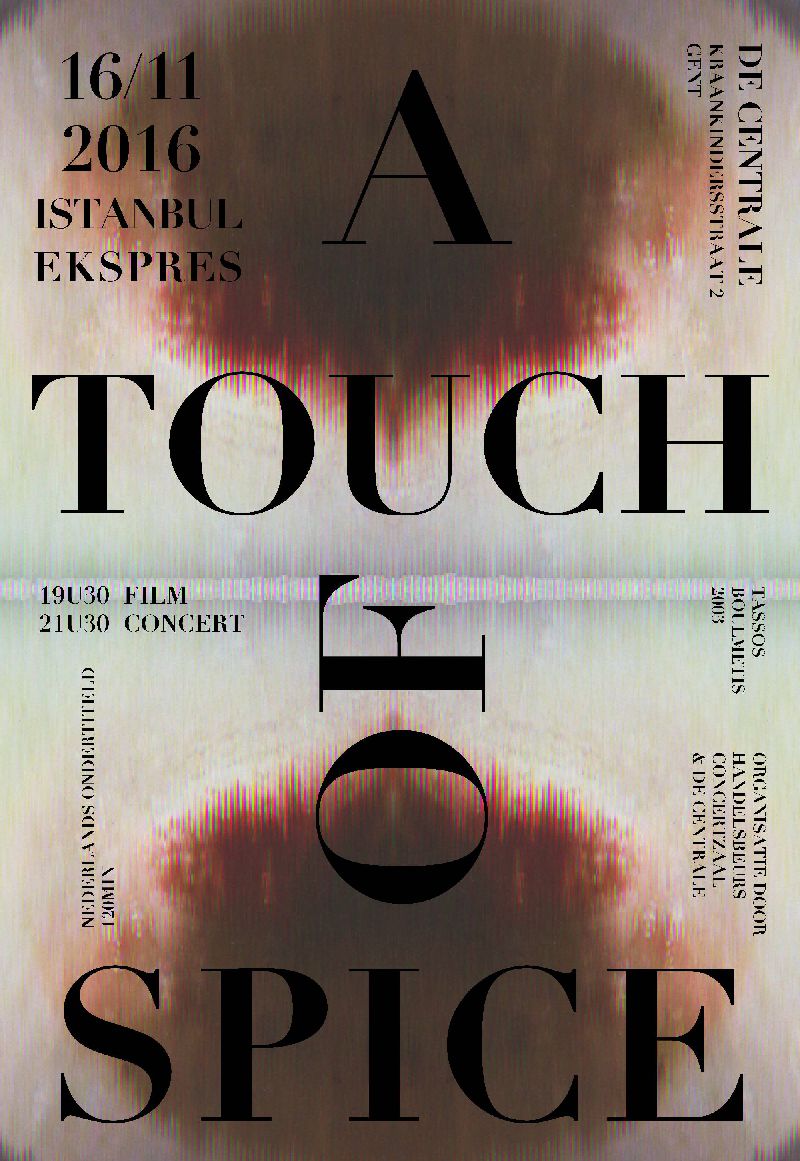 16/11
2016
ISTANBUL
EKSPRES
A
DE CENTRALE
KRAANKINDERSSTRAAT 2
GENT
TOUCH
19U30 FILM
21U30 CONCERT
OF
TASSOS
BOULMETIS
2003
NEDERLANDS ONDERTITELD
120MIN
ORGANISATIE DOOR
HANDELSBEURS
CONCERTZAAL
& DE CENTRALE
SPICE